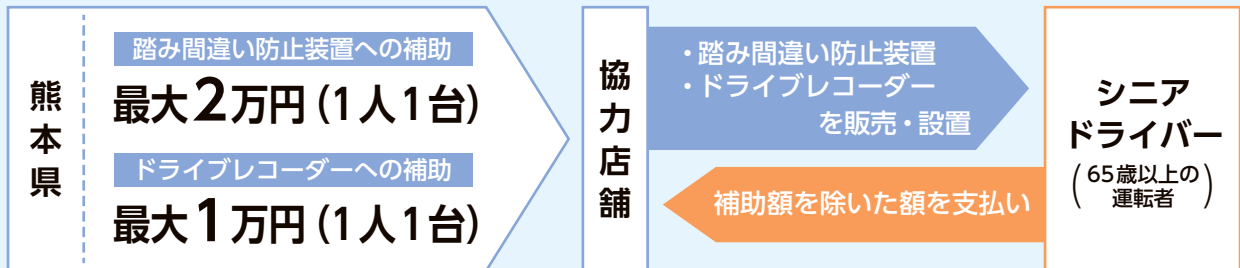 熊本県
踏み間違い防止装置への補助
最大2万円(1人1台)
ドライブレコーダーへの補助
最大1万円(1人1台)
協力店舗
・踏み間違い防止装置
・ドライブレコーダー
を販売・設置
補助額を除いた額を支払い
シニア
ドライバー
(65歳以上の
運転者)